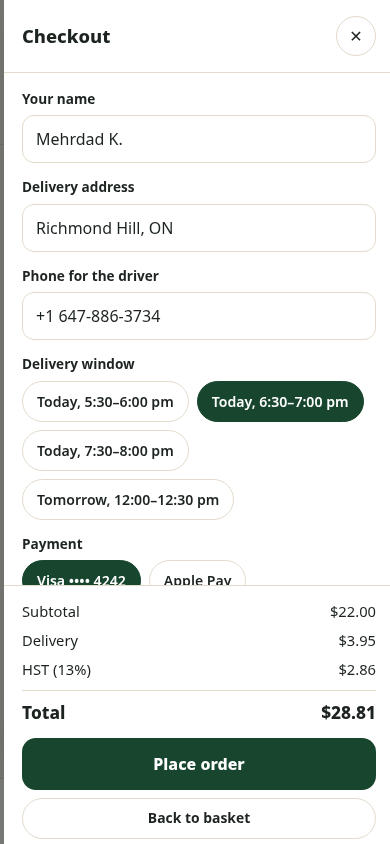 Checkout
✕
Your name
Mehrdad K.
Delivery address
Richmond Hill, ON
Phone for the driver
+1 647-886-3734
Delivery window
Today, 5:30–6:00 pm
Today, 6:30–7:00 pm
Today, 7:30–8:00 pm
Tomorrow, 12:00–12:30 pm
Payment
Visa •••• 4242
Apple Pay
Subtotal $22.00
Delivery $3.95
HST (13%) $2.86
Total $28.81
Place order
Back to basket